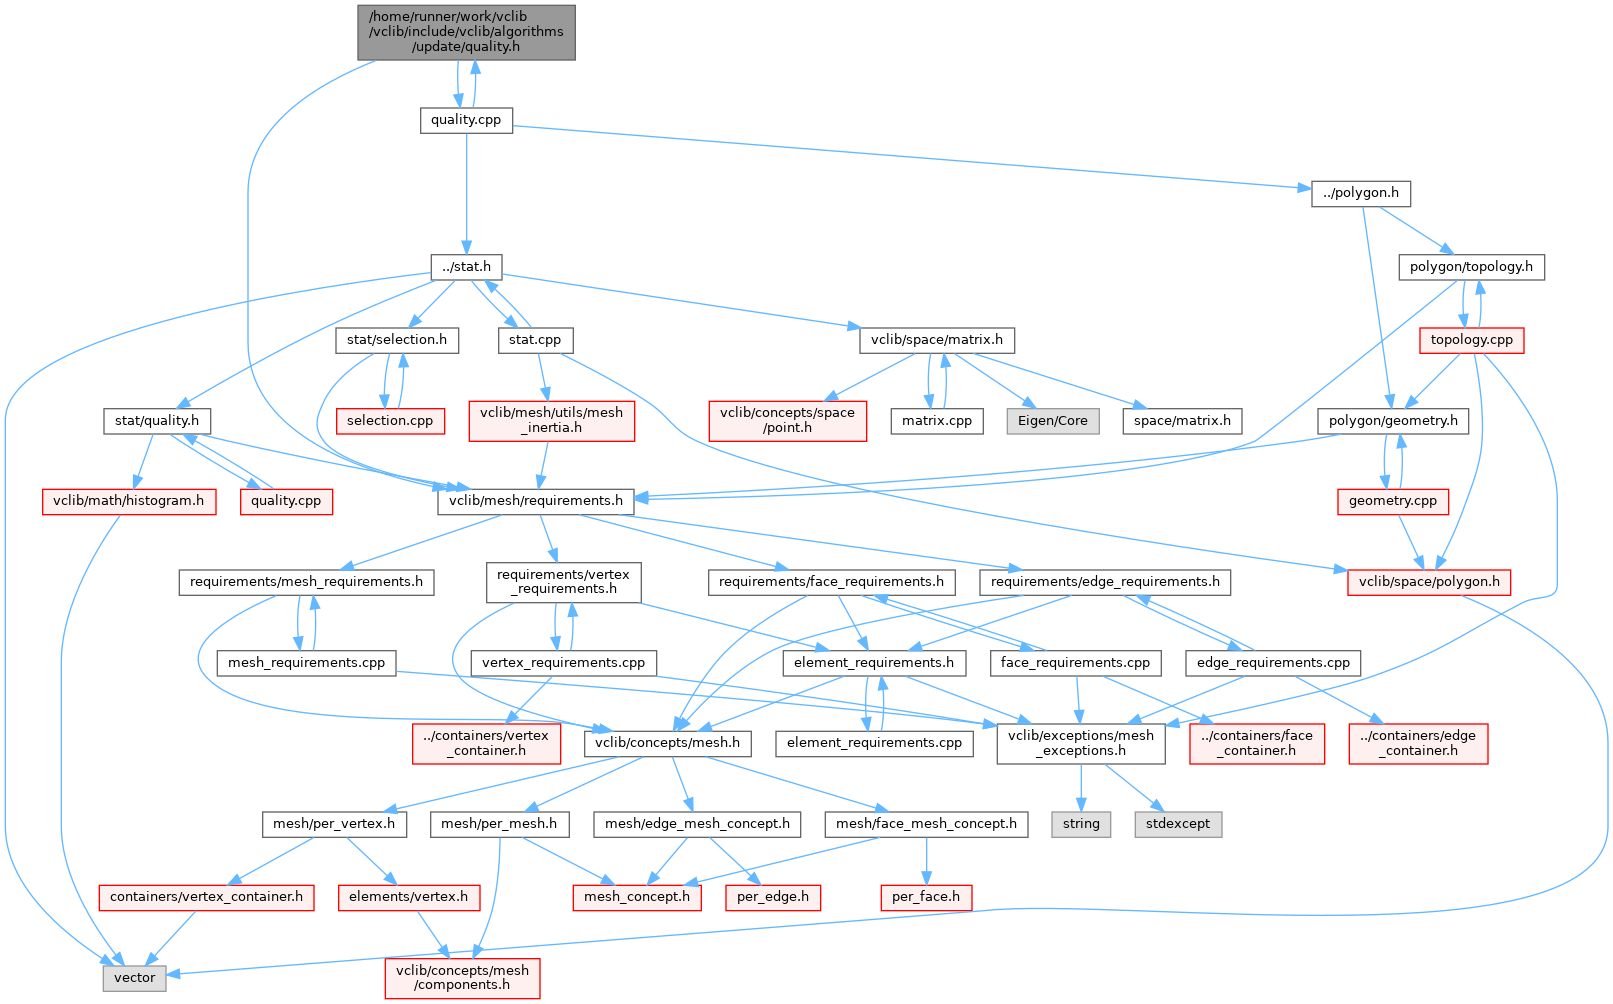 /home/runner/work/vclib
/vclib/include/vclib/algorithms
/update/quality.h
quality.cpp
../polygon.h
../stat.h
polygon/topology.h
stat/selection.h
stat.cpp
vclib/space/matrix.h
topology.cpp
stat/quality.h
selection.cpp
vclib/mesh/utils/mesh
_inertia.h
vclib/concepts/space
/point.h
matrix.cpp
Eigen/Core
space/matrix.h
polygon/geometry.h
vclib/math/histogram.h
quality.cpp
vclib/mesh/requirements.h
geometry.cpp
requirements/mesh_requirements.h
requirements/vertex
_requirements.h
requirements/face_requirements.h
requirements/edge_requirements.h
vclib/space/polygon.h
mesh_requirements.cpp
vertex_requirements.cpp
element_requirements.h
face_requirements.cpp
edge_requirements.cpp
../containers/vertex
_container.h
vclib/concepts/mesh.h
element_requirements.cpp
vclib/exceptions/mesh
_exceptions.h
../containers/face
_container.h
../containers/edge
_container.h
mesh/per_vertex.h
mesh/per_mesh.h
mesh/edge_mesh_concept.h
mesh/face_mesh_concept.h
string
stdexcept
containers/vertex_container.h
elements/vertex.h
mesh_concept.h
per_edge.h
per_face.h
vector
vclib/concepts/mesh
/components.h